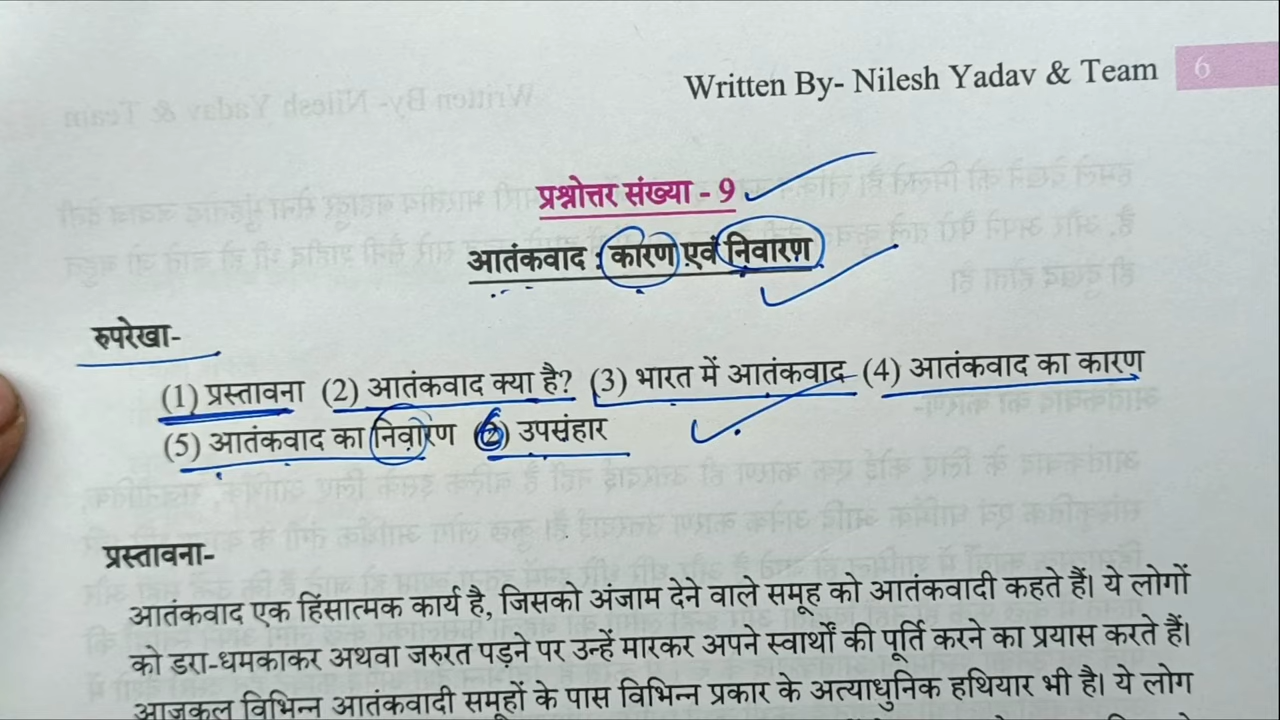 Written By- Nilesh Yadav & Team 6
प्रश्नोत्तर संख्या - 9
आतंकवाद : कारण एवं निवारण
रुपरेखा-
(1) प्रस्तावना (2) आतंकवाद क्या है? (3) भारत में आतंकवाद (4) आतंकवाद का कारण
(5) आतंकवाद का निवारण (6) उपसंहार
प्रस्तावना-
आतंकवाद एक हिंसात्मक कार्य है, जिसको अंजाम देने वाले समूह को आतंकवादी कहते हैं। ये लोगों
को डरा-धमकाकर अथवा जरुरत पड़ने पर उन्हें मारकर अपने स्वार्थों की पूर्ति करने का प्रयास करते हैं।
आजकल विभिन्न आतंकवादी समूहों के पास विभिन्न प्रकार के अत्याधुनिक हथियार भी है। ये लोग